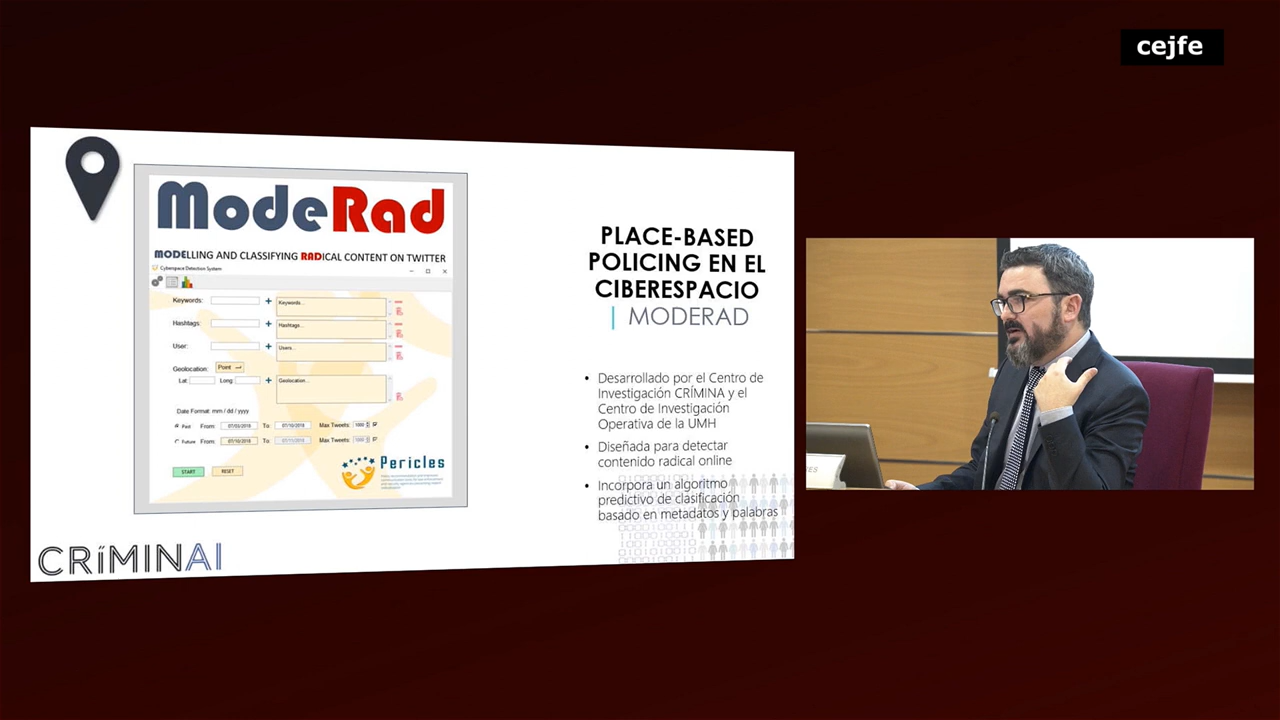 cejfe
ModeRad
MODELLING AND CLASSIFYING RADICAL CONTENT ON TWITTER
Cyberspace Detection System
Keywords:
Keywords...
Hashtags:
Hashtags...
User:
Users...
Geolocation:
Point
Lat:
Long:
Geolocation...
Date Format: mm / dd / yyyy
Past From: 07/03/2018 To: 07/10/2018 Max Tweets: 1000
Future From: 07/10/2018 To: Max Tweets: 1000
START RESET
Pericles
CRíMINAI
PLACE-BASED
POLICING EN EL
CIBERESPACIO
| MODERAD
• Desarrollado por el Centro de
Investigación CRÍMINA y el
Centro de Investigación
Operativa de la UMH
• Diseñada para detectar
contenido radical online
• Incorpora un algoritmo
predictivo de clasificación
basado en metadatos y palabras